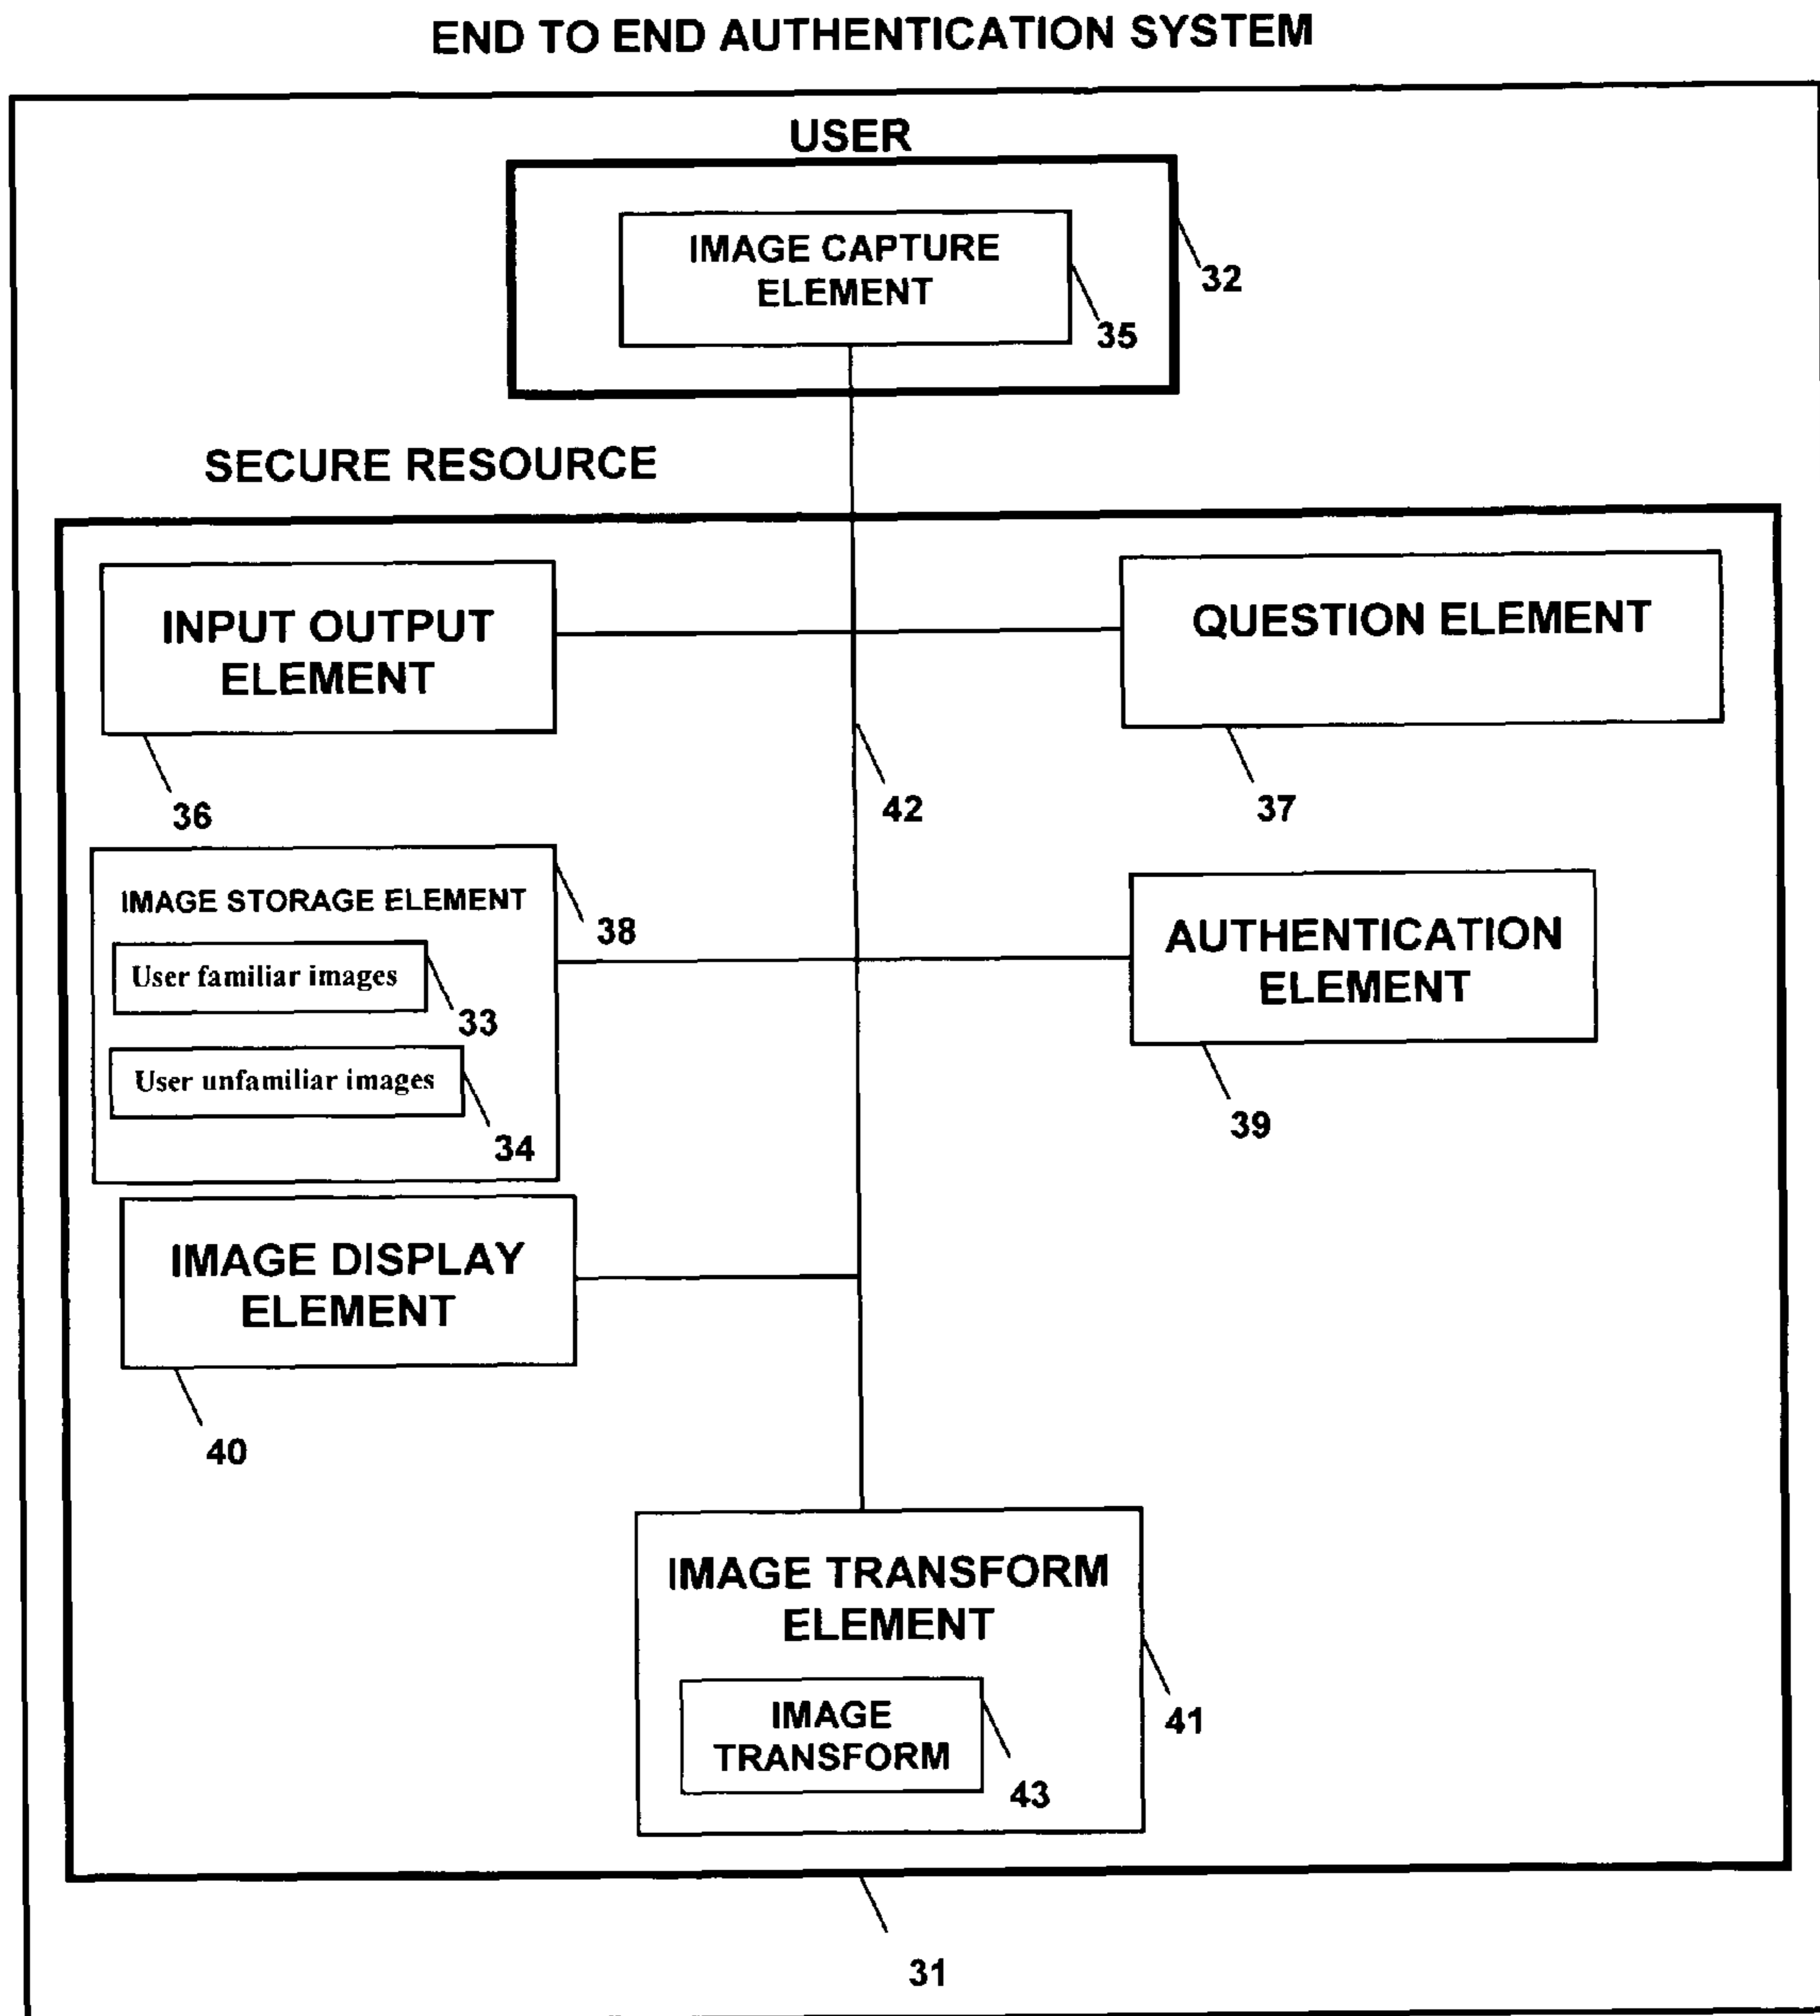 END TO END AUTHENTICATION SYSTEM
USER
IMAGE CAPTURE
ELEMENT
35
32
SECURE RESOURCE
INPUT OUTPUT
ELEMENT
36
QUESTION ELEMENT
37
42
IMAGE STORAGE ELEMENT
38
User familiar images
33
User unfamiliar images
34
AUTHENTICATION
ELEMENT
39
IMAGE DISPLAY
ELEMENT
40
IMAGE TRANSFORM
ELEMENT
41
IMAGE
TRANSFORM
43
31